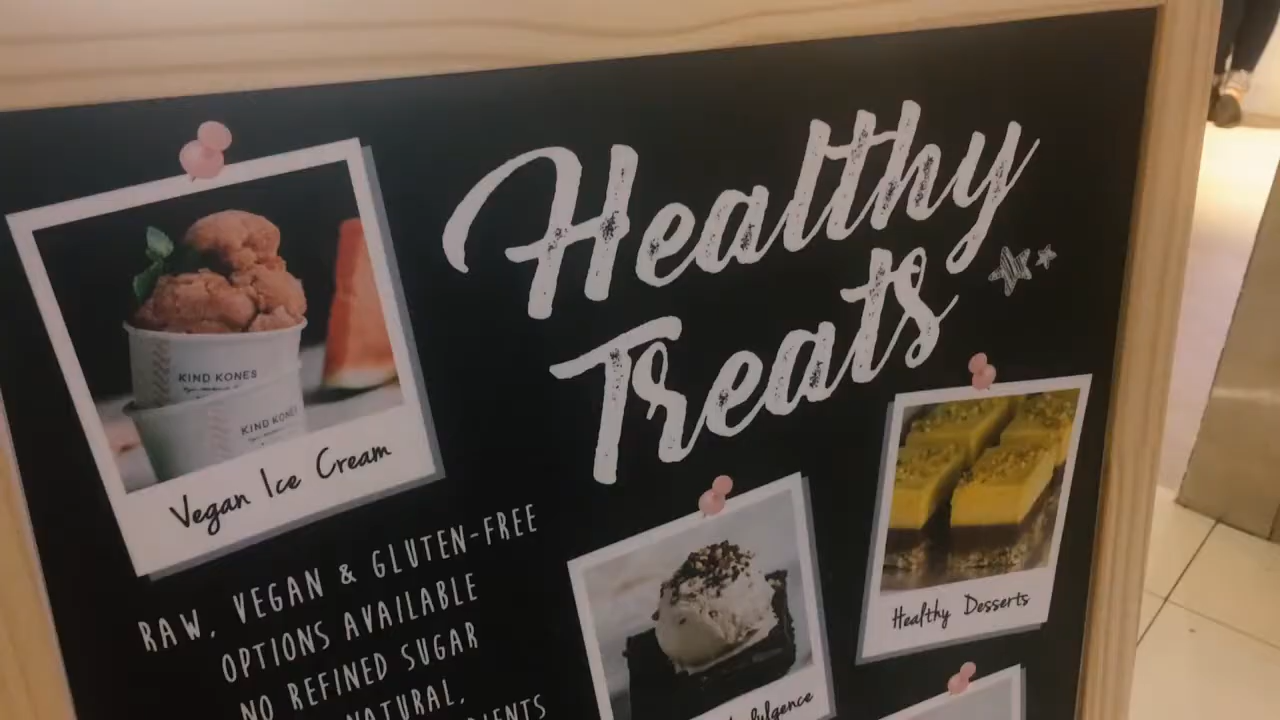 Healthy
Treats
KIND KONES
KIND KONES
Vegan Ice Cream
RAW, VEGAN & GLUTEN-FREE
OPTIONS AVAILABLE
NO REFINED SUGAR
Healthy Desserts